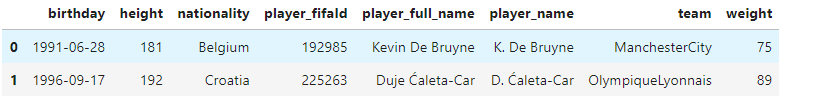 birthday height nationality player_fifaId player_full_name player_name team weight
0 1991-06-28 181 Belgium 192985 Kevin De Bruyne K. De Bruyne ManchesterCity 75
1 1996-09-17 192 Croatia 225263 Duje Ćaleta-Car D. Ćaleta-Car OlympiqueLyonnais 89